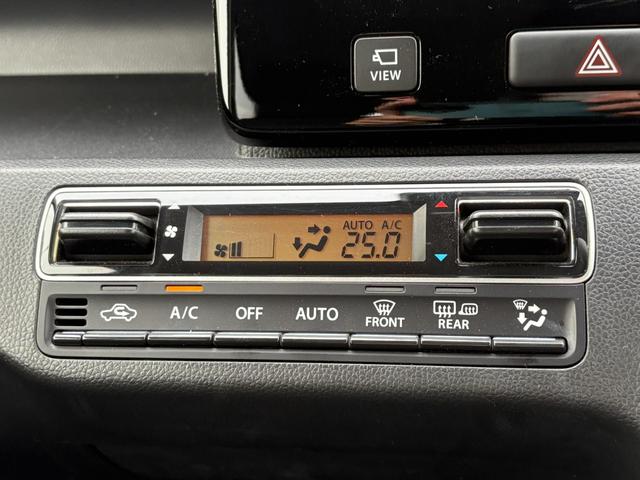 VIEW
AUTO A/C
25.0
A/C
OFF
AUTO
FRONT
REAR